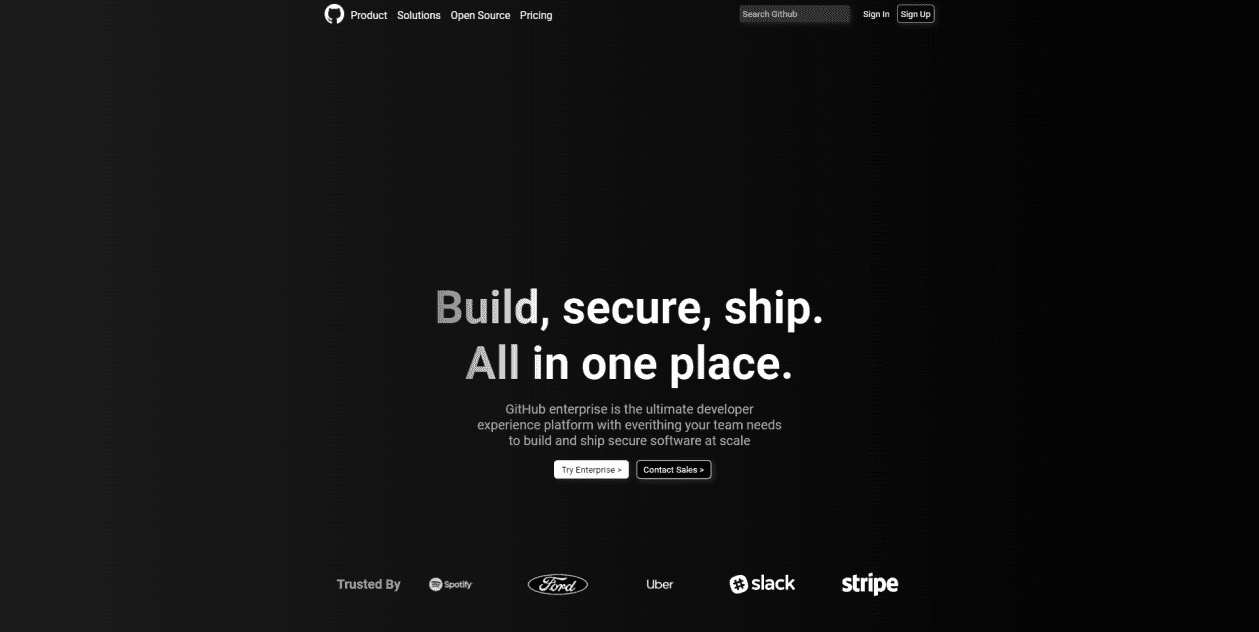 Product Solutions Open Source Pricing Search Github Sign In Sign Up
Build, secure, ship.
All in one place.
GitHub enterprise is the ultimate developer
experience platform with everithing your team needs
to build and ship secure software at scale
Try Enterprise > Contact Sales >
Trusted By Spotify Ford Uber slack stripe